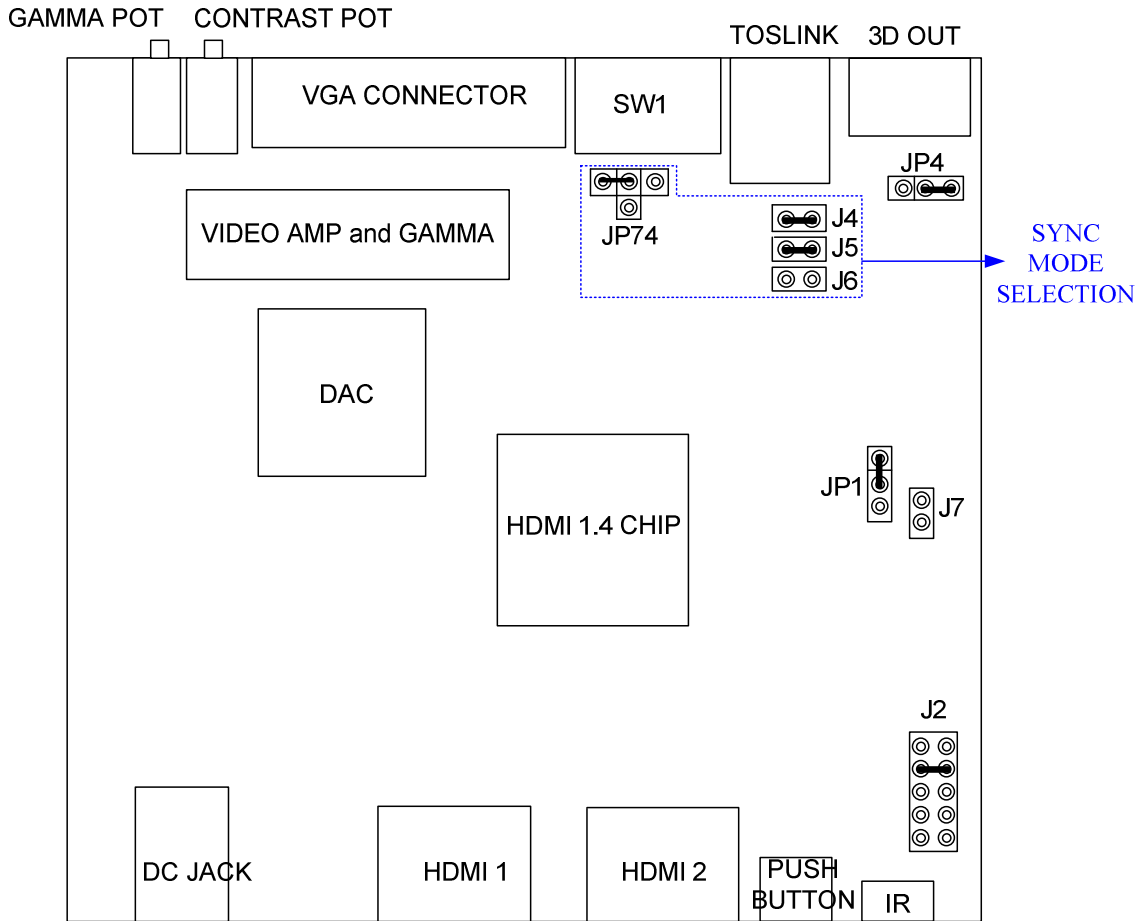 GAMMA POT
CONTRAST POT
TOSLINK
3D OUT
VGA CONNECTOR
SW1
JP4
JP74
J4
J5
J6
VIDEO AMP and GAMMA
SYNC
MODE
SELECTION
DAC
HDMI 1.4 CHIP
JP1
J7
J2
DC JACK
HDMI 1
HDMI 2
PUSH
BUTTON
IR